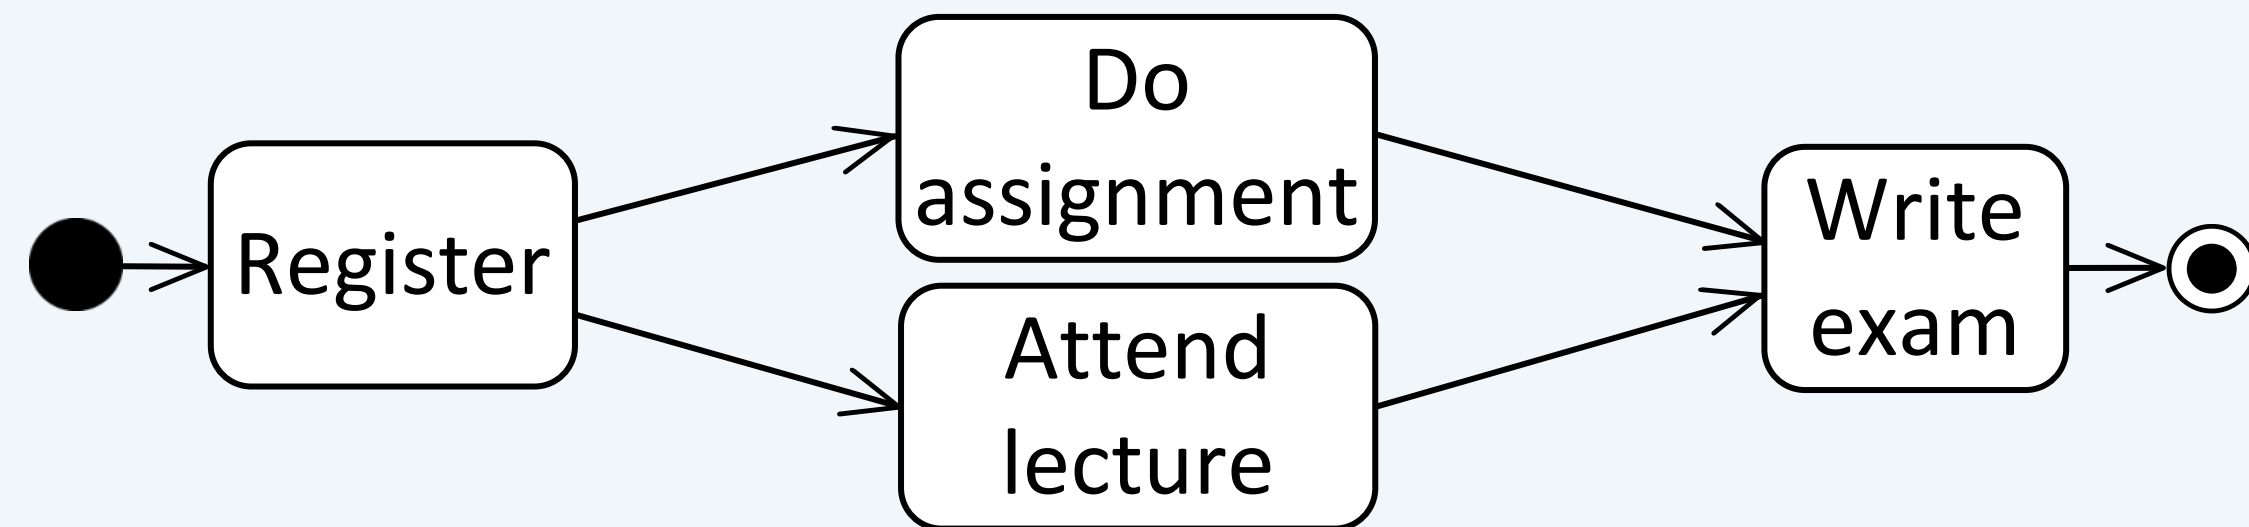 Register
Do
assignment
Attend
lecture
Write
exam